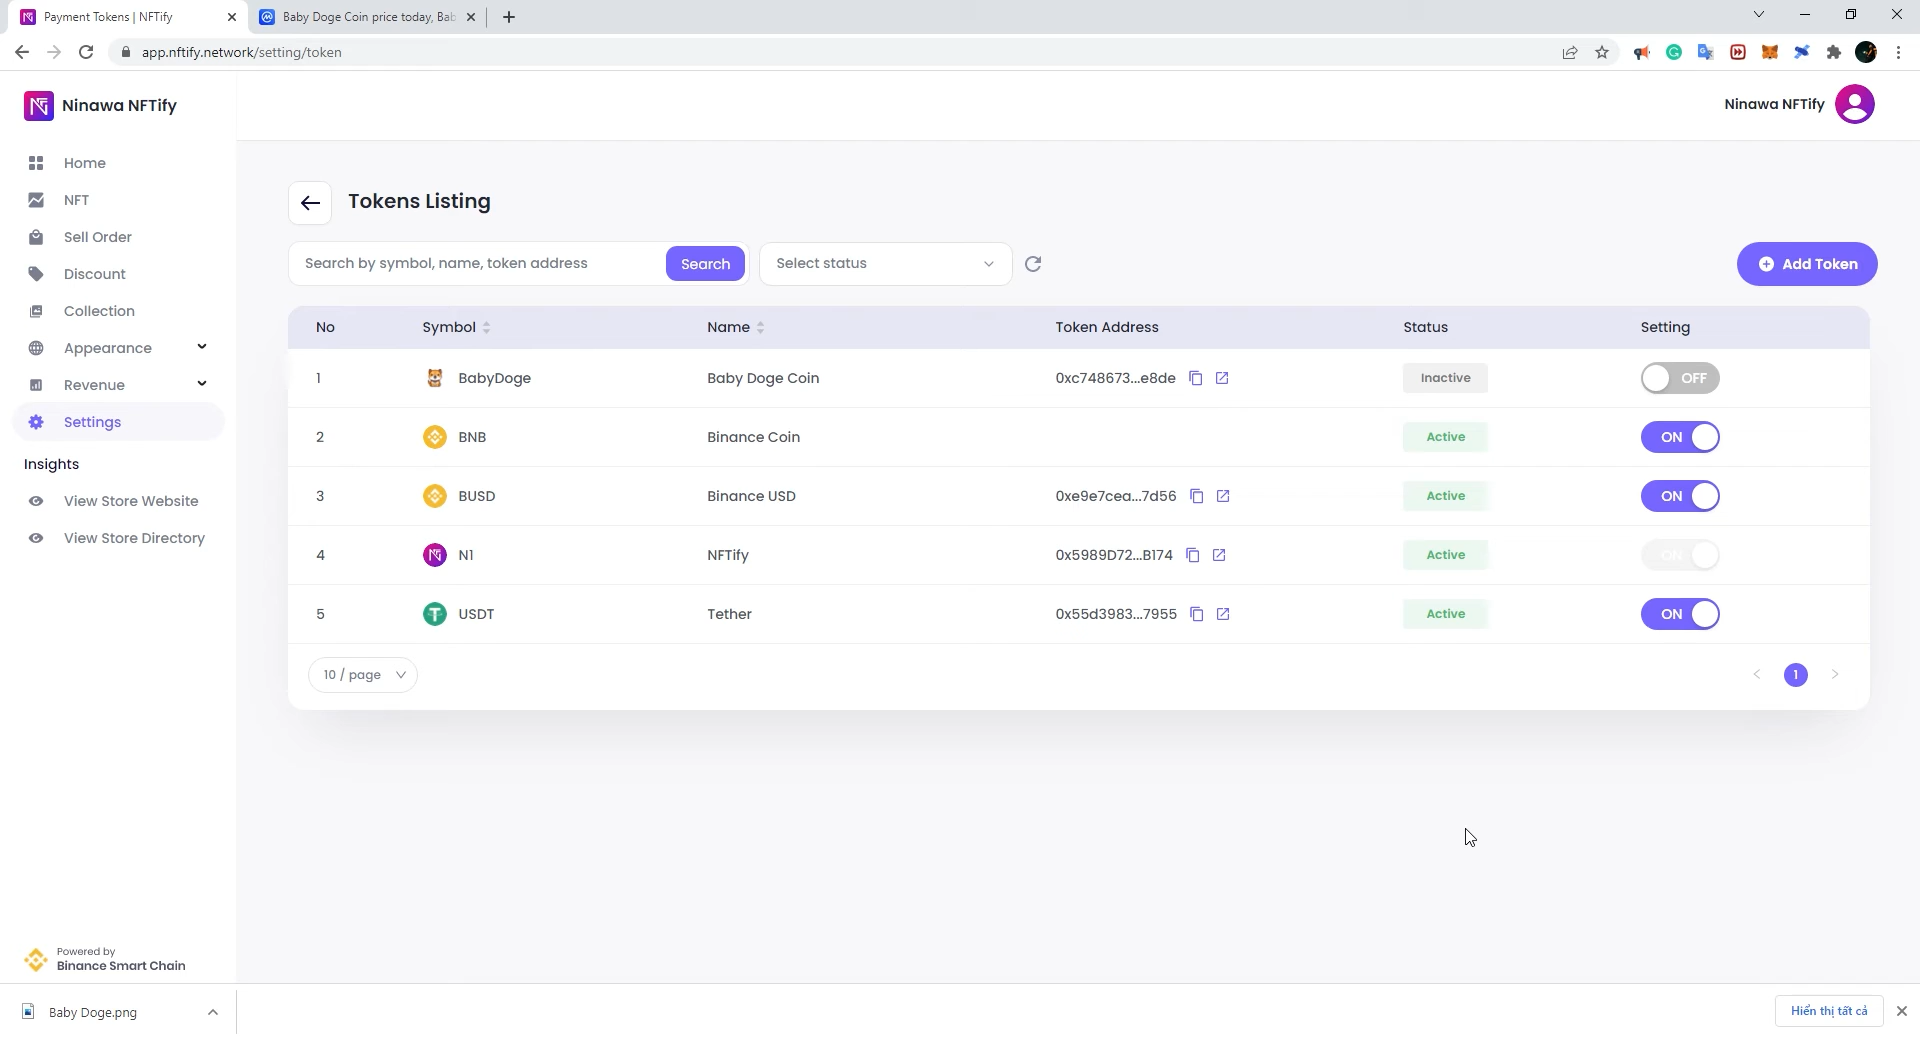 Payment Tokens | NFTify
Baby Doge Coin price today, Bab
app.nftify.network/setting/token
Ninawa NFTify
Ninawa NFTify
Home
NFT
Sell Order
Discount
Collection
Appearance
Revenue
Settings
Insights
View Store Website
View Store Directory
Powered by
Binance Smart Chain
Tokens Listing
Search by symbol, name, token address
Search
Select status
Add Token
No Symbol Name Token Address Status Setting
1 BabyDoge Baby Doge Coin 0xc748673...e8de Inactive OFF
2 BNB Binance Coin Active ON
3 BUSD Binance USD 0xe9e7cea...7d56 Active ON
4 N1 NFTify 0x5989D72...B174 Active ON
5 USDT Tether 0x55d3983...7955 Active ON
10 / page
1
Baby Doge.png
Hiển thị tất cả